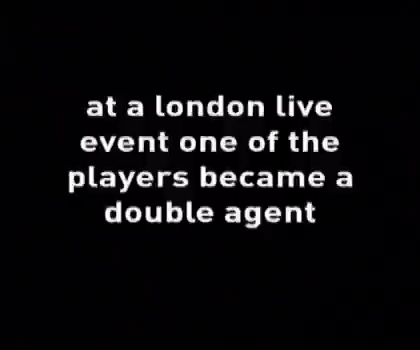 at a london live
event one of the
players became a
double agent